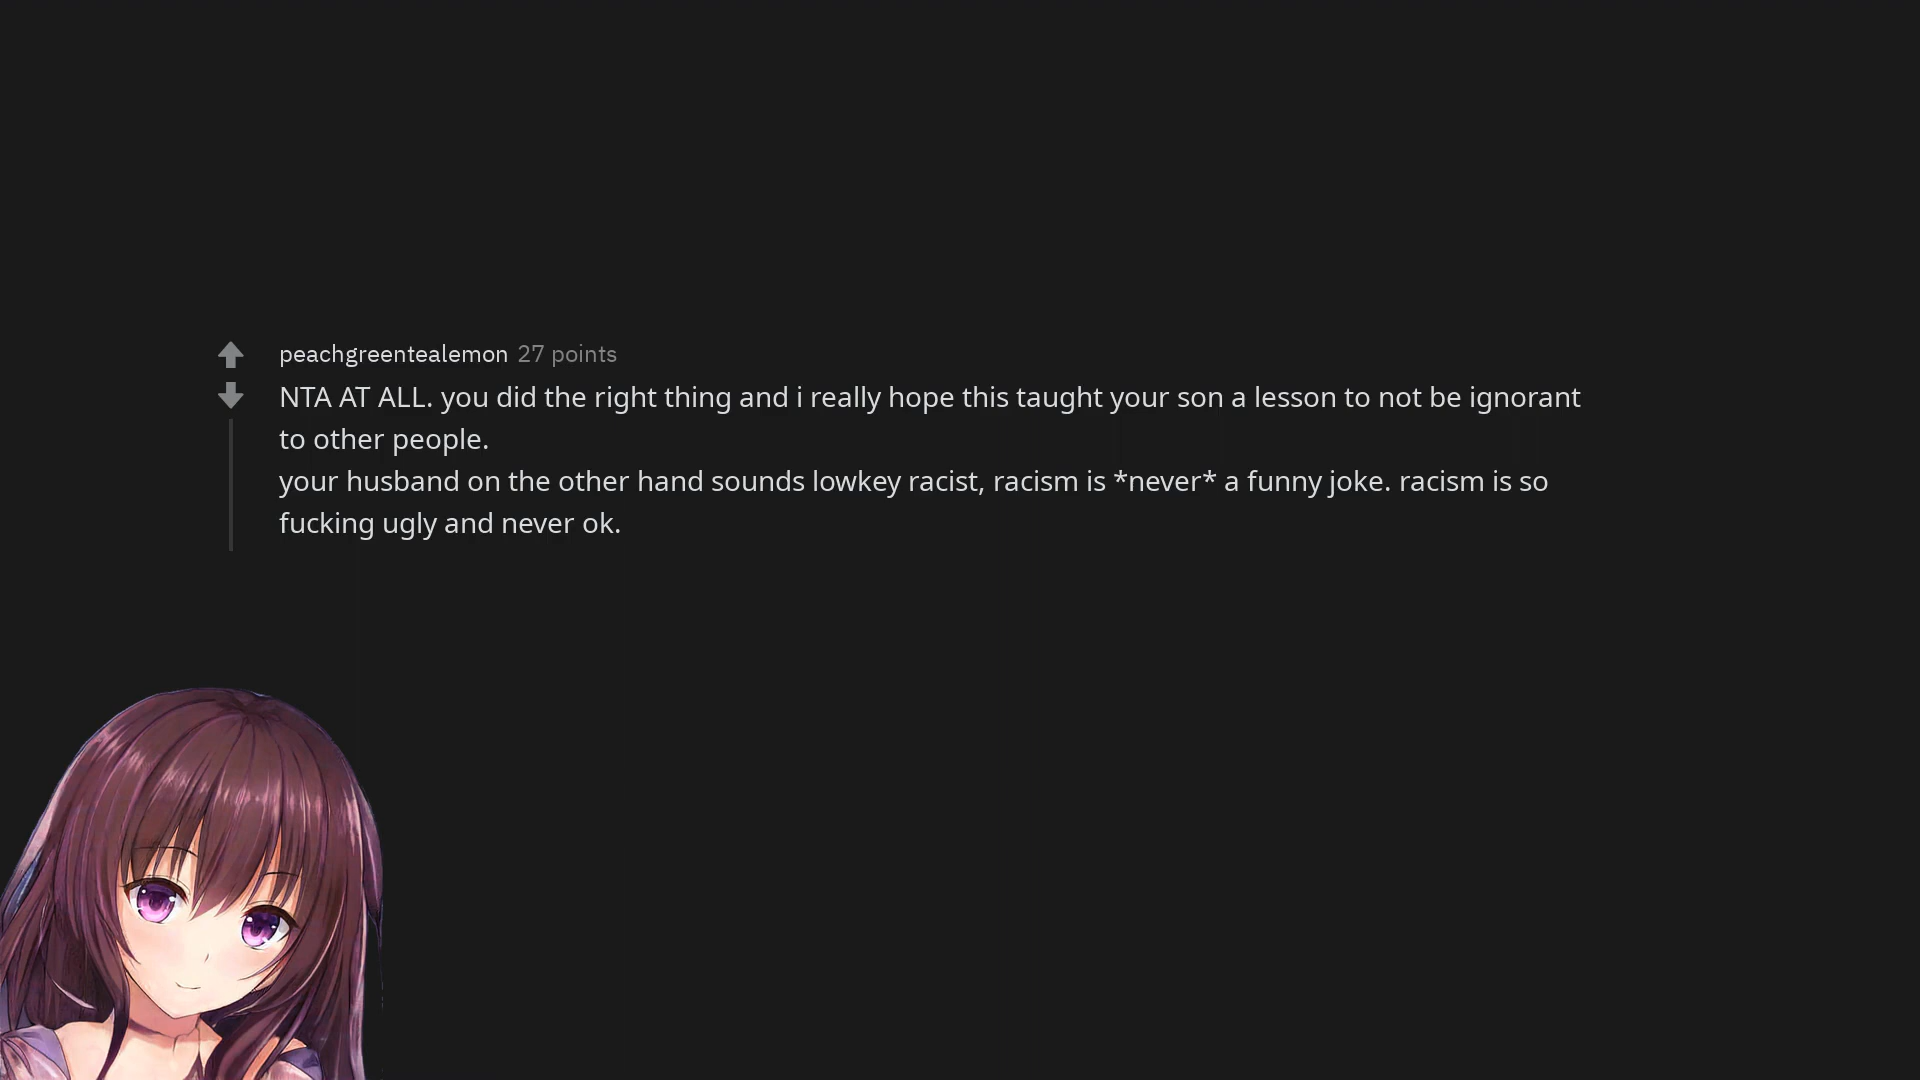 peachgreentealemon 27 points
NTA AT ALL. you did the right thing and i really hope this taught your son a lesson to not be ignorant
to other people.
your husband on the other hand sounds lowkey racist, racism is *never* a funny joke. racism is so
fucking ugly and never ok.